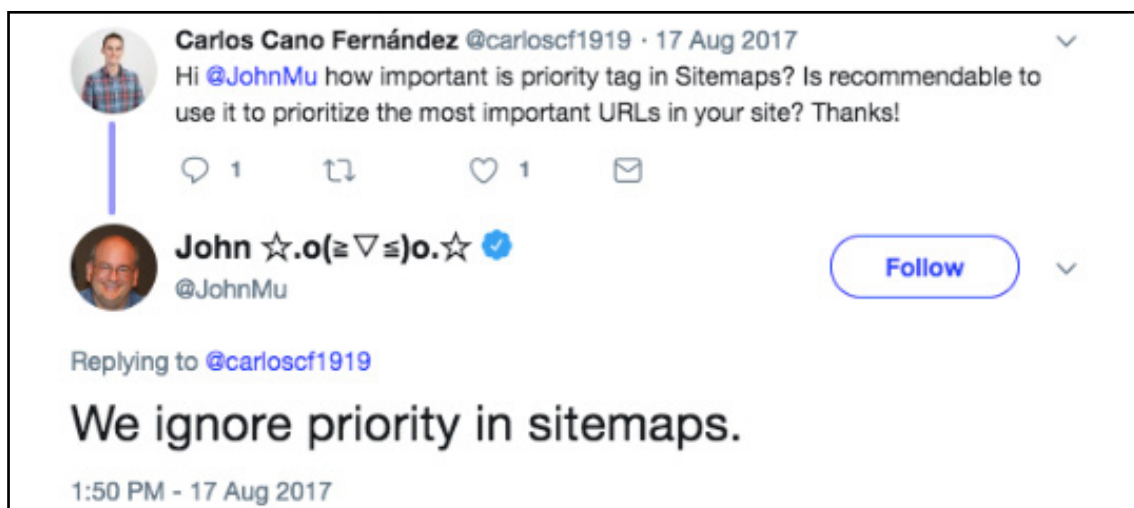 Carlos Cano Fernández @carloscf1919 · 17 Aug 2017
Hi @JohnMu how important is priority tag in Sitemaps? Is recommendable to
use it to prioritize the most important URLs in your site? Thanks!
1 1
John ☆.o(≧▽≦)o.☆
@JohnMu
Follow
Replying to @carloscf1919
We ignore priority in sitemaps.
1:50 PM - 17 Aug 2017